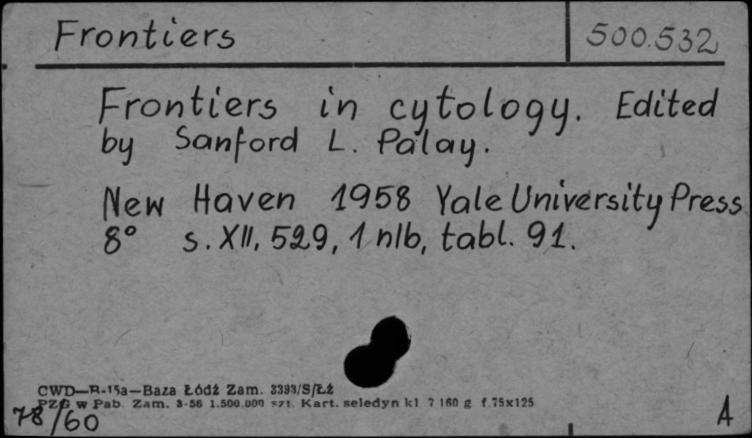 Frontiers 500.532
Frontiers in cytology. Edited
by Sanford L. Palay.
New Haven 1958 Yale University Press
8° s. XII, 529, 1 nlb, tabl. 91.
CWD—B-15a—Baza Łódź Zam. 3393/S/Łż
PZG w Pab. Zam. 3-56 1.500.000 szt. Kart. seledyn kl 7 160 g f.75x125
78/60 A